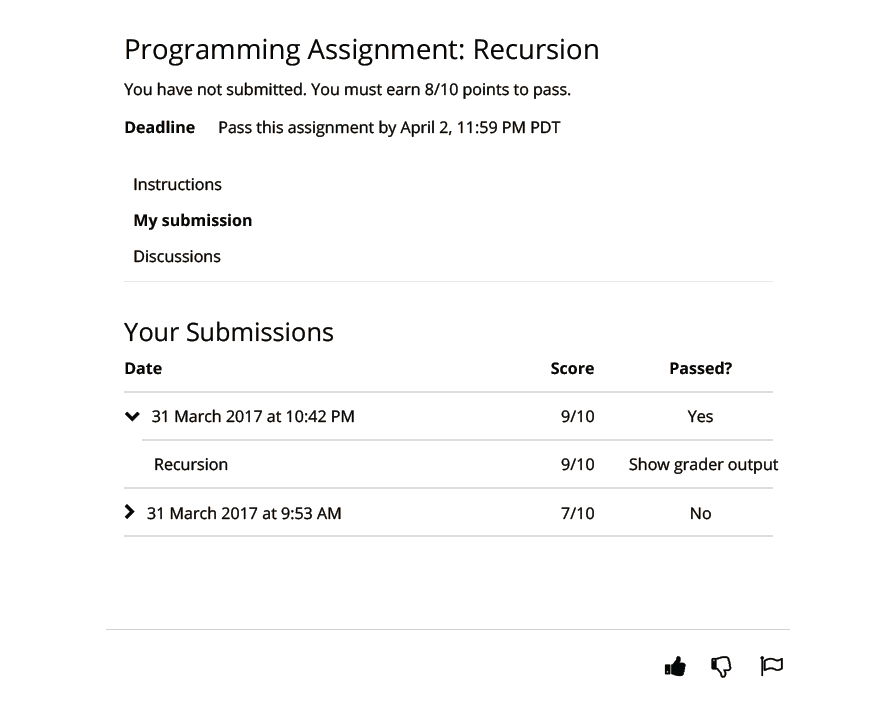 Programming Assignment: Recursion
You have not submitted. You must earn 8/10 points to pass.
Deadline Pass this assignment by April 2, 11:59 PM PDT
Instructions
My submission
Discussions
Your Submissions
Date Score Passed?
31 March 2017 at 10:42 PM 9/10 Yes
Recursion 9/10 Show grader output
31 March 2017 at 9:53 AM 7/10 No